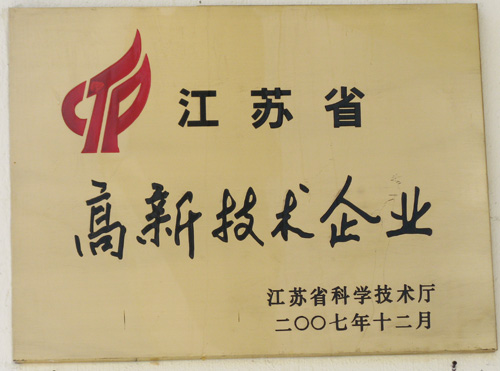 江苏省
高新技术企业
江苏省科学技术厅
二〇〇七年十二月